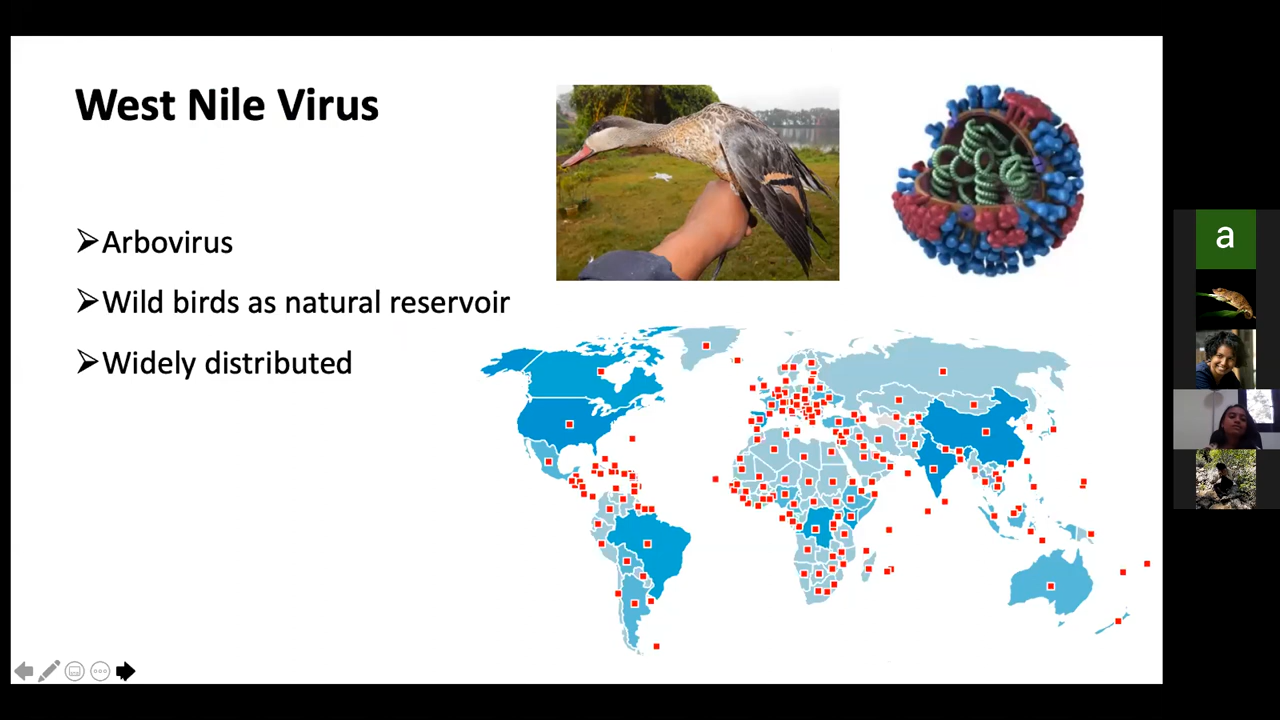 West Nile Virus
Arbovirus
Wild birds as natural reservoir
Widely distributed
a